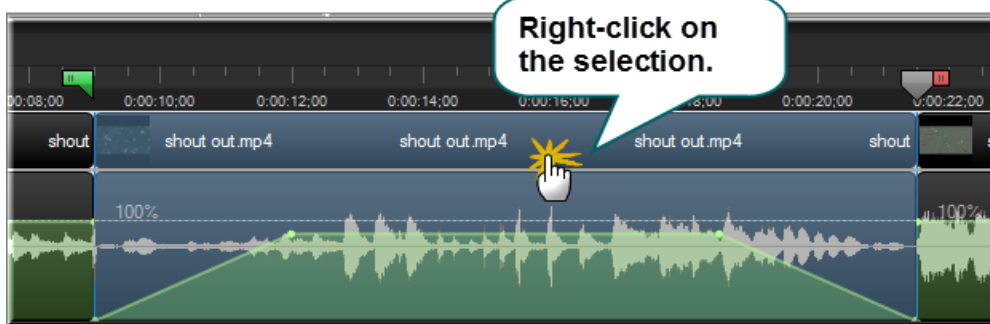 Right-click on
the selection.
00:08;00 0:00:10;00 0:00:12;00 0:00:14;00 0:00:16;00 18;00 0:00:20;00 0:00:22;00
shout shout out.mp4 shout out.mp4 shout out.mp4 shout
100% 100%